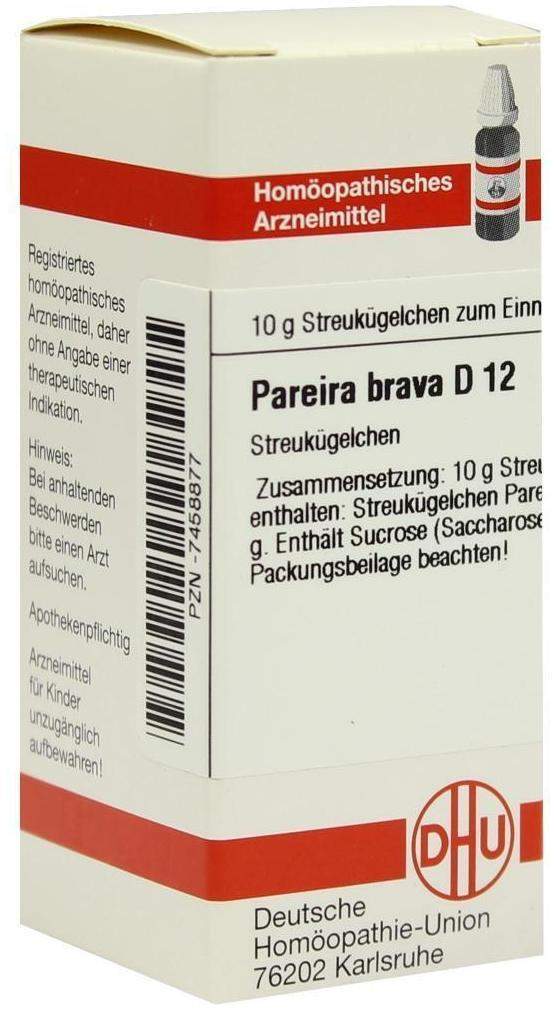 Homöopathisches
Arzneimittel
10 g Streukügelchen zum Einn
Pareira brava D 12
Streukügelchen
Zusammensetzung: 10 g Streu
enthalten: Streukügelchen Pare
g. Enthält Sucrose (Saccharose
Packungsbeilage beachten!
DHU
Deutsche
Homöopathie-Union
76202 Karlsruhe
Registriertes
homöopathisches
Arzneimittel, daher
ohne Angabe einer
therapeutischen
Indikation.
Hinweis:
Bei anhaltenden
Beschwerden
bitte einen Arzt
aufsuchen.
Apothekenpflichtig
Arzneimittel
für Kinder
unzugänglich
aufbewahren!
PZN -7458877